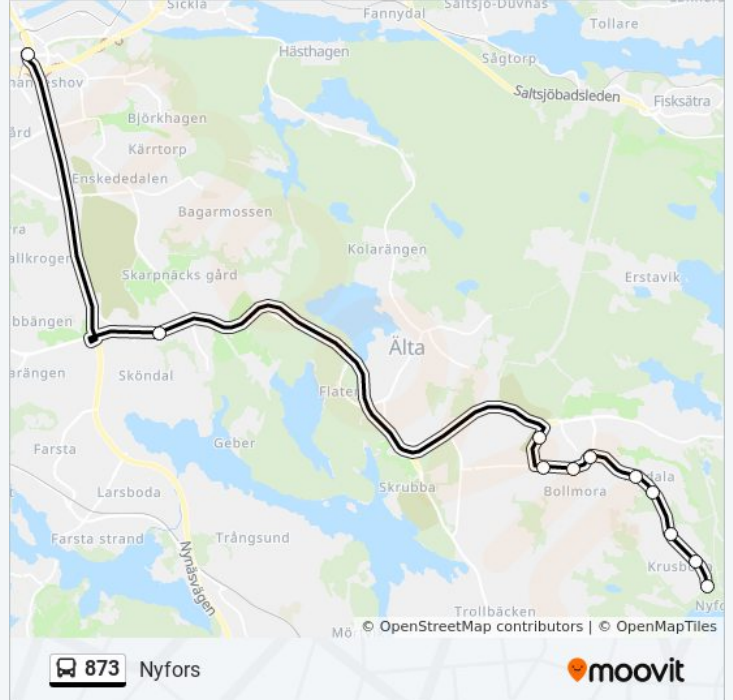 Sickla
Saltsjö-Duvnäs
Fannydal
Tollare
Hästhagen
Sågtorp
Saltsjöbadsleden
Fisksätra
Björkhagen
Kärrtorp
Enskededalen
Bagarmossen
Kolarängen
Skarpnäcks gård
Erstavik
Älta
Sköndal
Flaten
Farsta
Geber
Skrubba
Bollmora
Larsboda
Farsta strand
Trångsund
Nynäsvägen
Trollbäcken
© OpenStreetMap contributors | © OpenMapTiles
873 Nyfors
moovit